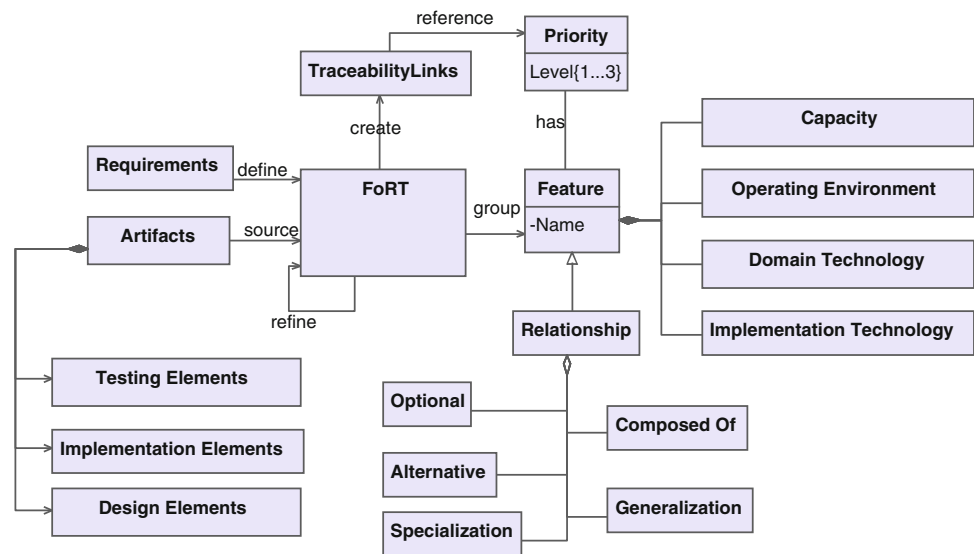 reference
Priority
Level{1...3}
TraceabilityLinks
create
has
Capacity
Requirements
define
FoRT
Feature
-Name
group
Operating Environment
Artifacts
source
Domain Technology
refine
Relationship
Implementation Technology
Testing Elements
Optional
Composed Of
Implementation Elements
Alternative
Design Elements
Generalization
Specialization